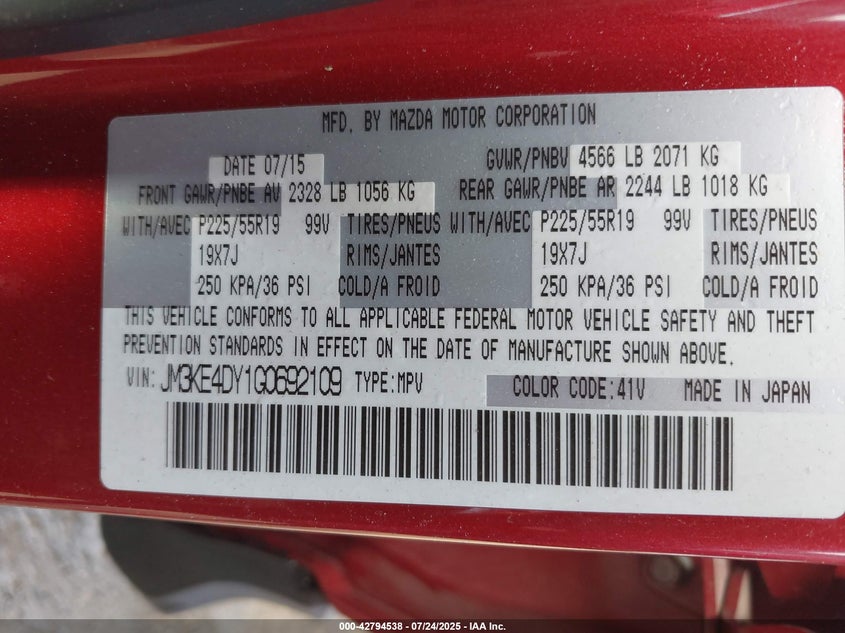 MFD. BY MAZDA MOTOR CORPORATION
DATE 07/15 GVWR/PNBV 4566 LB 2071 KG
FRONT GAWR/PNBE AV 2328 LB 1056 KG REAR GAWR/PNBE AR 2244 LB 1018 KG
WITH/AVEC P225/55R19 99V TIRES/PNEUS WITH/AVEC P225/55R19 99V TIRES/PNEUS
19X7J RIMS/JANTES 19X7J RIMS/JANTES
250 KPA/36 PSI COLD/A FROID 250 KPA/36 PSI COLD/A FROID
THIS VEHICLE CONFORMS TO ALL APPLICABLE FEDERAL MOTOR VEHICLE SAFETY AND THEFT
PREVENTION STANDARDS IN EFFECT ON THE DATE OF MANUFACTURE SHOWN ABOVE.
VIN: JM3KE4DY1G0692109 TYPE:MPV COLOR CODE:41V MADE IN JAPAN
000-42794538 - 07/24/2025 - IAA Inc.